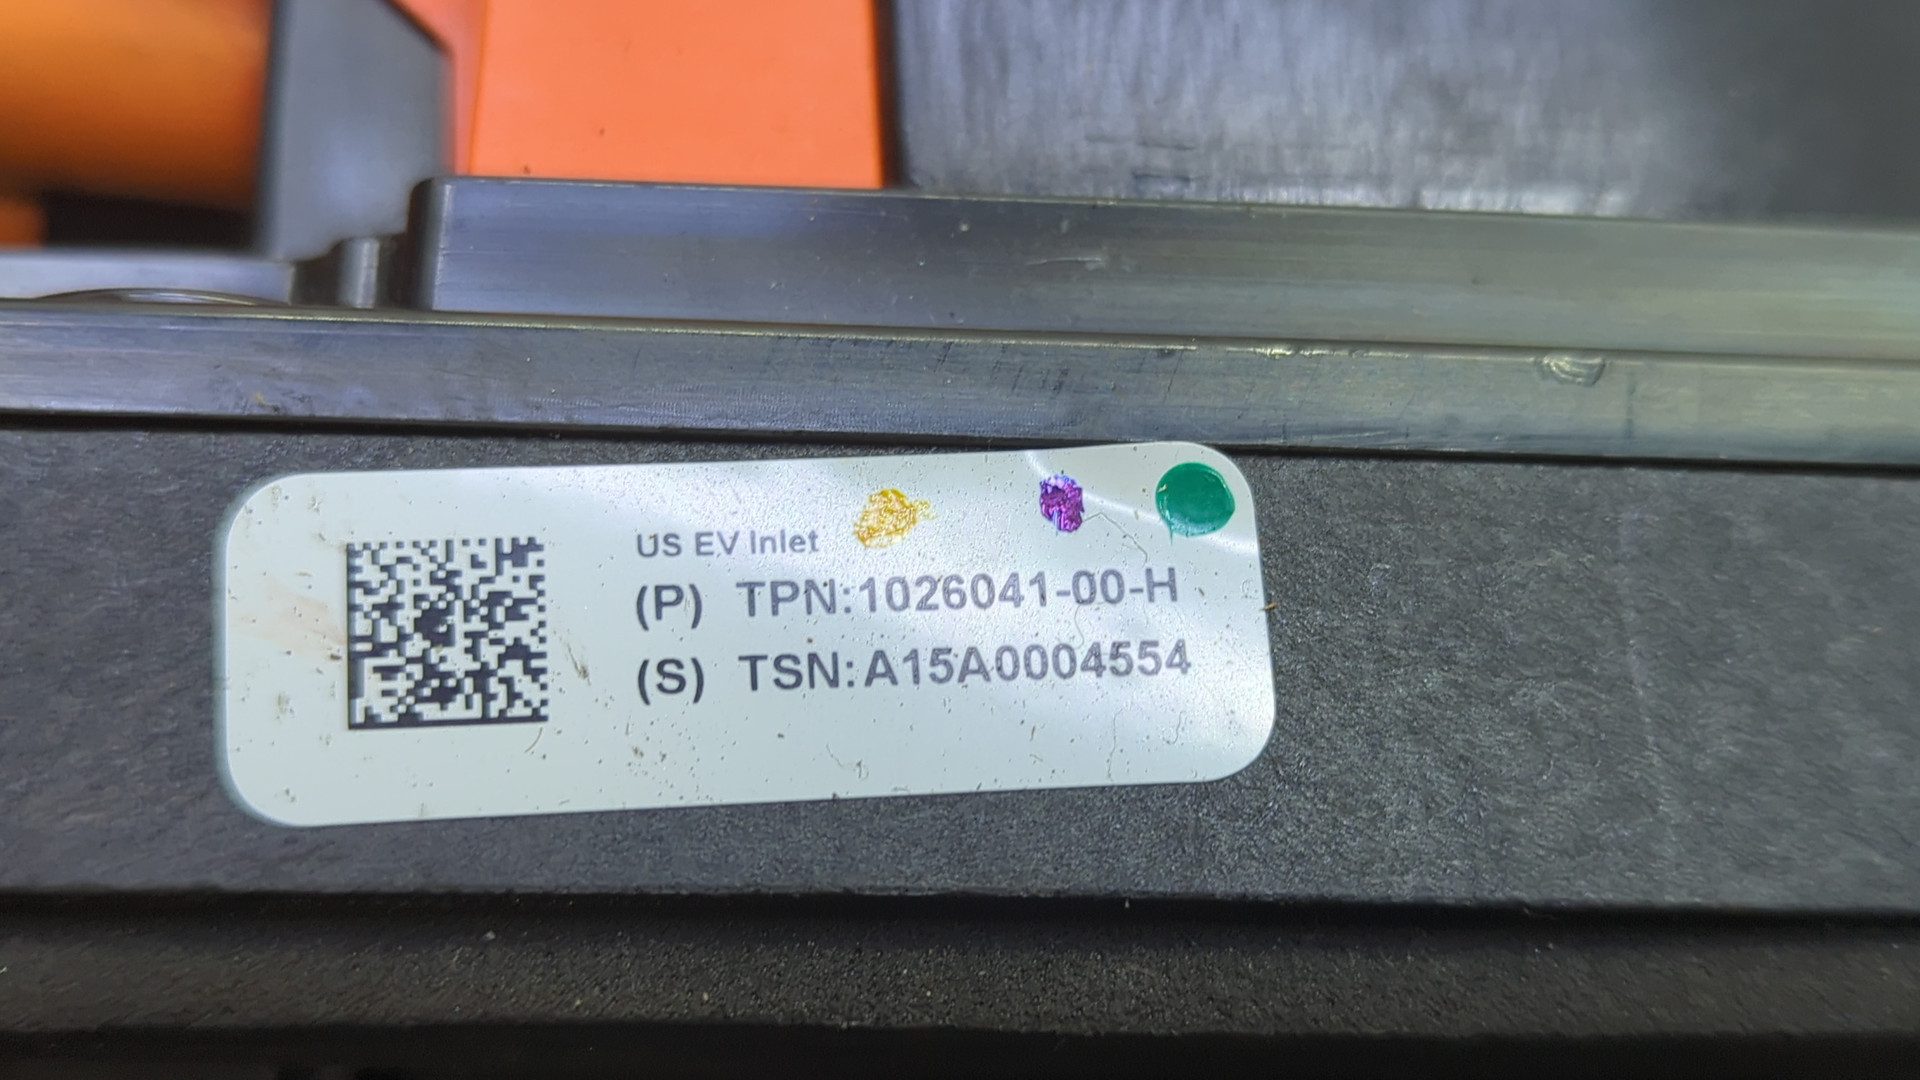 US EV Inlet
(P) TPN:1026041-00-H
(S) TSN:A15A0004554